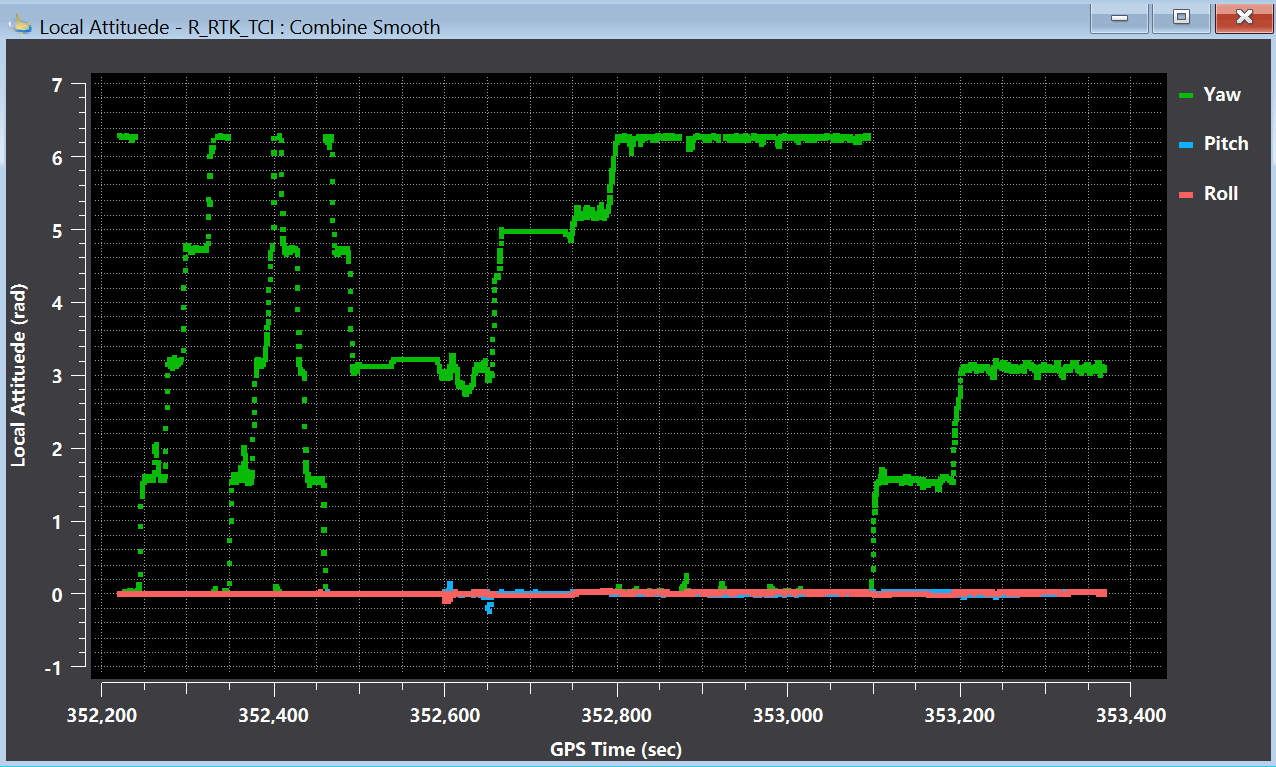 Local Attituede - R_RTK_TCI : Combine Smooth
7
6
5
4
3
2
1
0
-1
Local Attituede (rad)
Yaw
Pitch
Roll
352,200 352,400 352,600 352,800 353,000 353,200 353,400
GPS Time (sec)